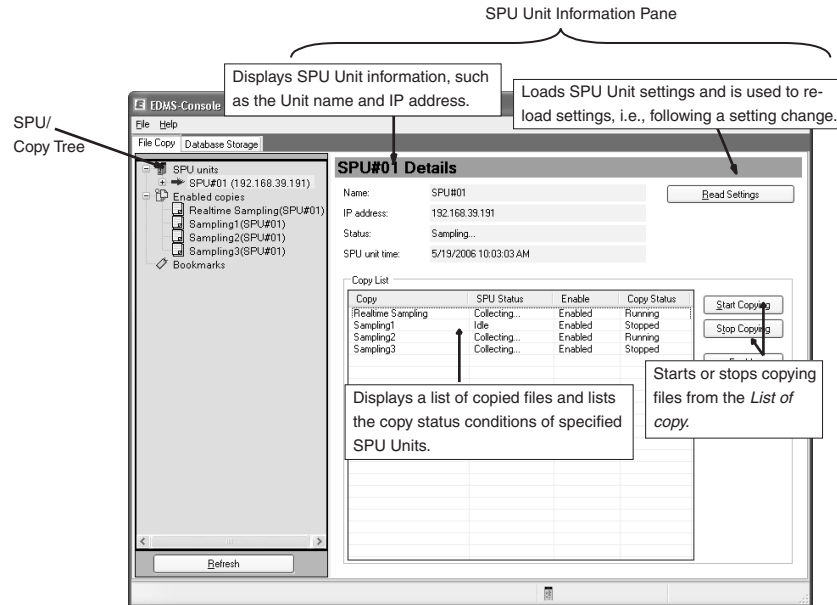 SPU Unit Information Pane
Displays SPU Unit information, such
as the Unit name and IP address.
Loads SPU Unit settings and is used to re-
load settings, i.e., following a setting change.
SPU/
Copy Tree
EDMS-Console
File Help
File Copy Database Storage
SPU units
SPU#01 (192.168.39.191)
Enabled copies
Realtime Sampling(SPU#01)
Sampling1(SPU#01)
Sampling2(SPU#01)
Sampling3(SPU#01)
Bookmarks
Refresh
SPU#01 Details
Name: SPU#01
Read Settings
IP address: 192.168.39.191
Status: Sampling...
SPU unit time: 5/19/2006 10:03:03 AM
Copy List
Copy SPU Status Enable Copy Status
Realtime Sampling Collecting... Enabled Running
Sampling1 Idle Enabled Stopped
Sampling2 Collecting... Enabled Running
Sampling3 Collecting... Enabled Stopped
Start Copying
Stop Copying
Displays a list of copied files and lists
the copy status conditions of specified
SPU Units.
Starts or stops copying
files from the List of
copy.